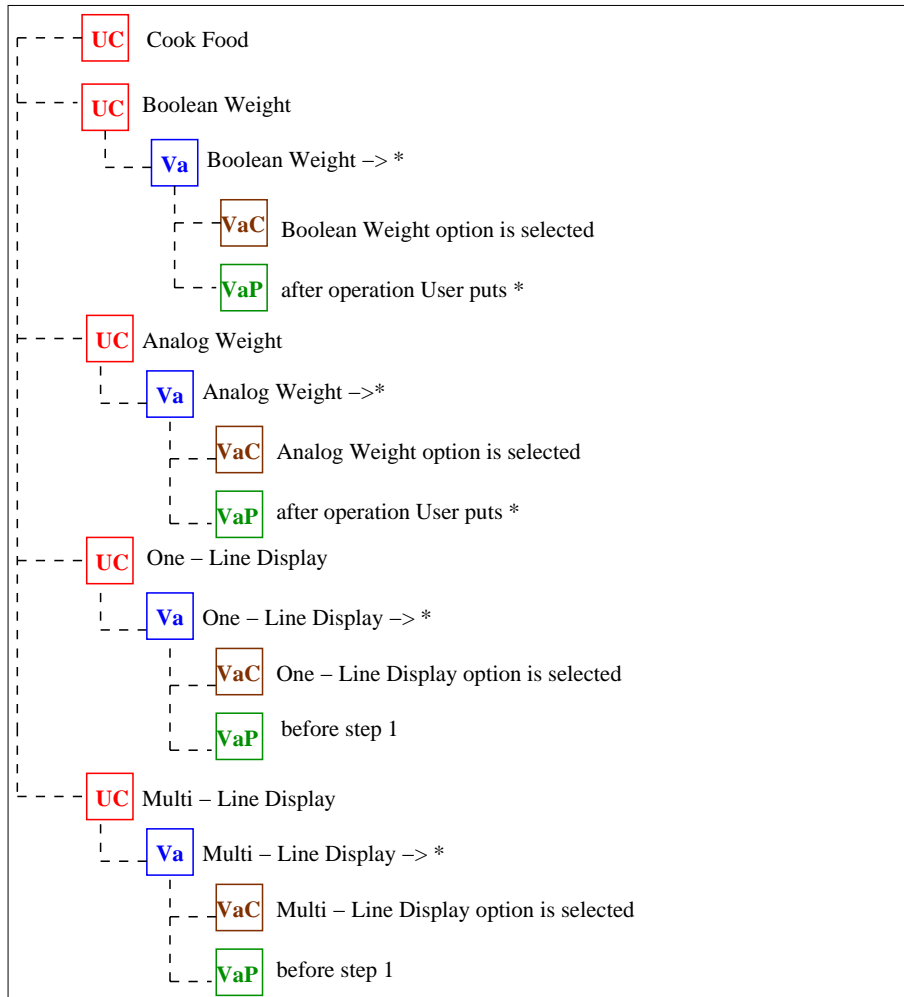 UC Cook Food
UC Boolean Weight
Va Boolean Weight –> *
VaC Boolean Weight option is selected
VaP after operation User puts *
UC Analog Weight
Va Analog Weight –>*
VaC Analog Weight option is selected
VaP after operation User puts *
UC One – Line Display
Va One – Line Display –> *
VaC One – Line Display option is selected
VaP before step 1
UC Multi – Line Display
Va Multi – Line Display –> *
VaC Multi – Line Display option is selected
VaP before step 1